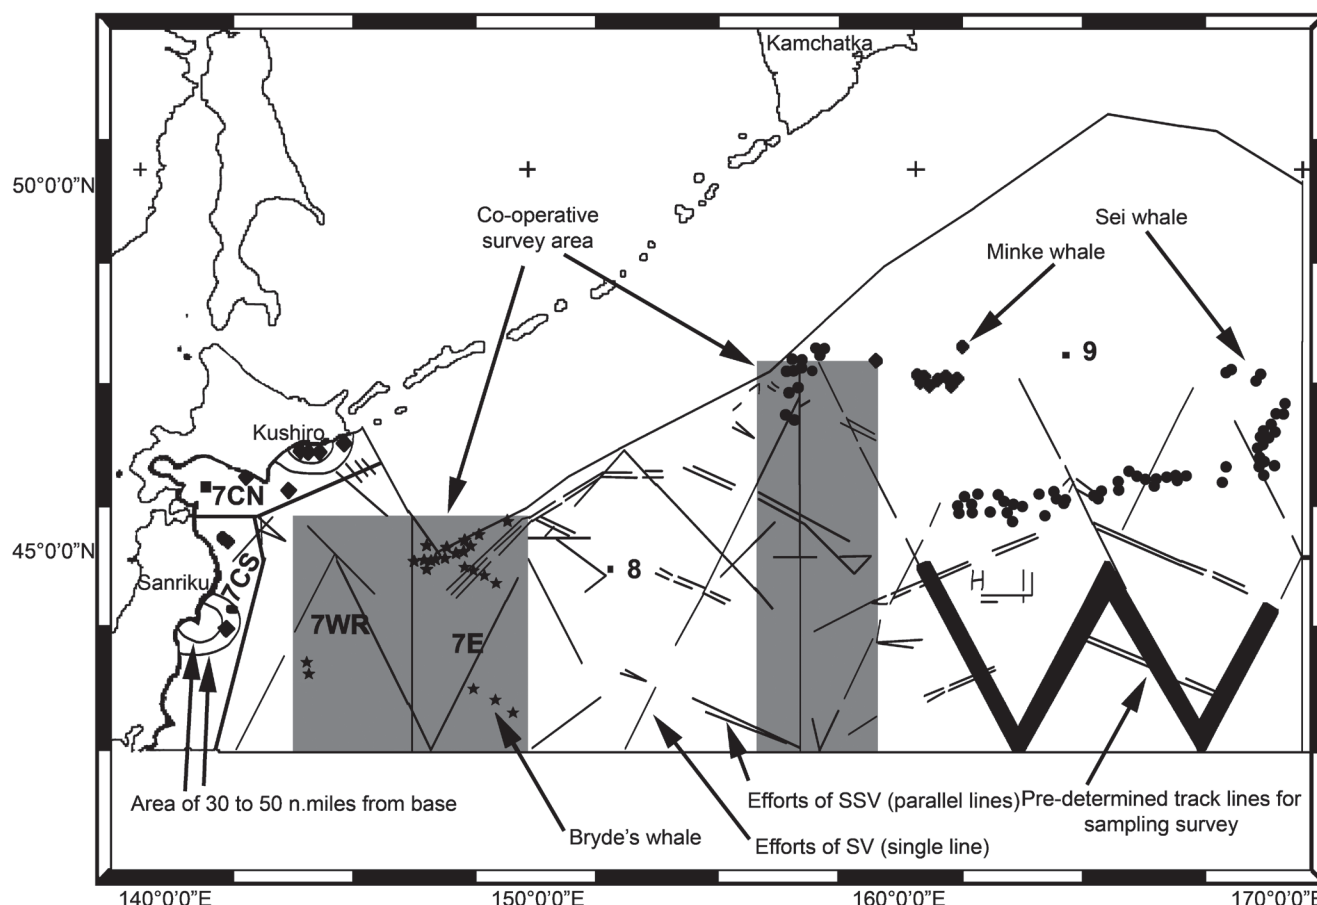 Kamchatka
50°0'0"N
Co-operative
survey area
Sei whale
Minke whale
9
Kushiro
7CN
45°0'0"N
Sanriku
7CS
8
7WR
7E
Area of 30 to 50 n.miles from base
Efforts of SSV (parallel lines)
Pre-determined track lines for
sampling survey
Bryde's whale
Efforts of SV (single line)
140°0'0"E
150°0'0"E
160°0'0"E
170°0'0"E